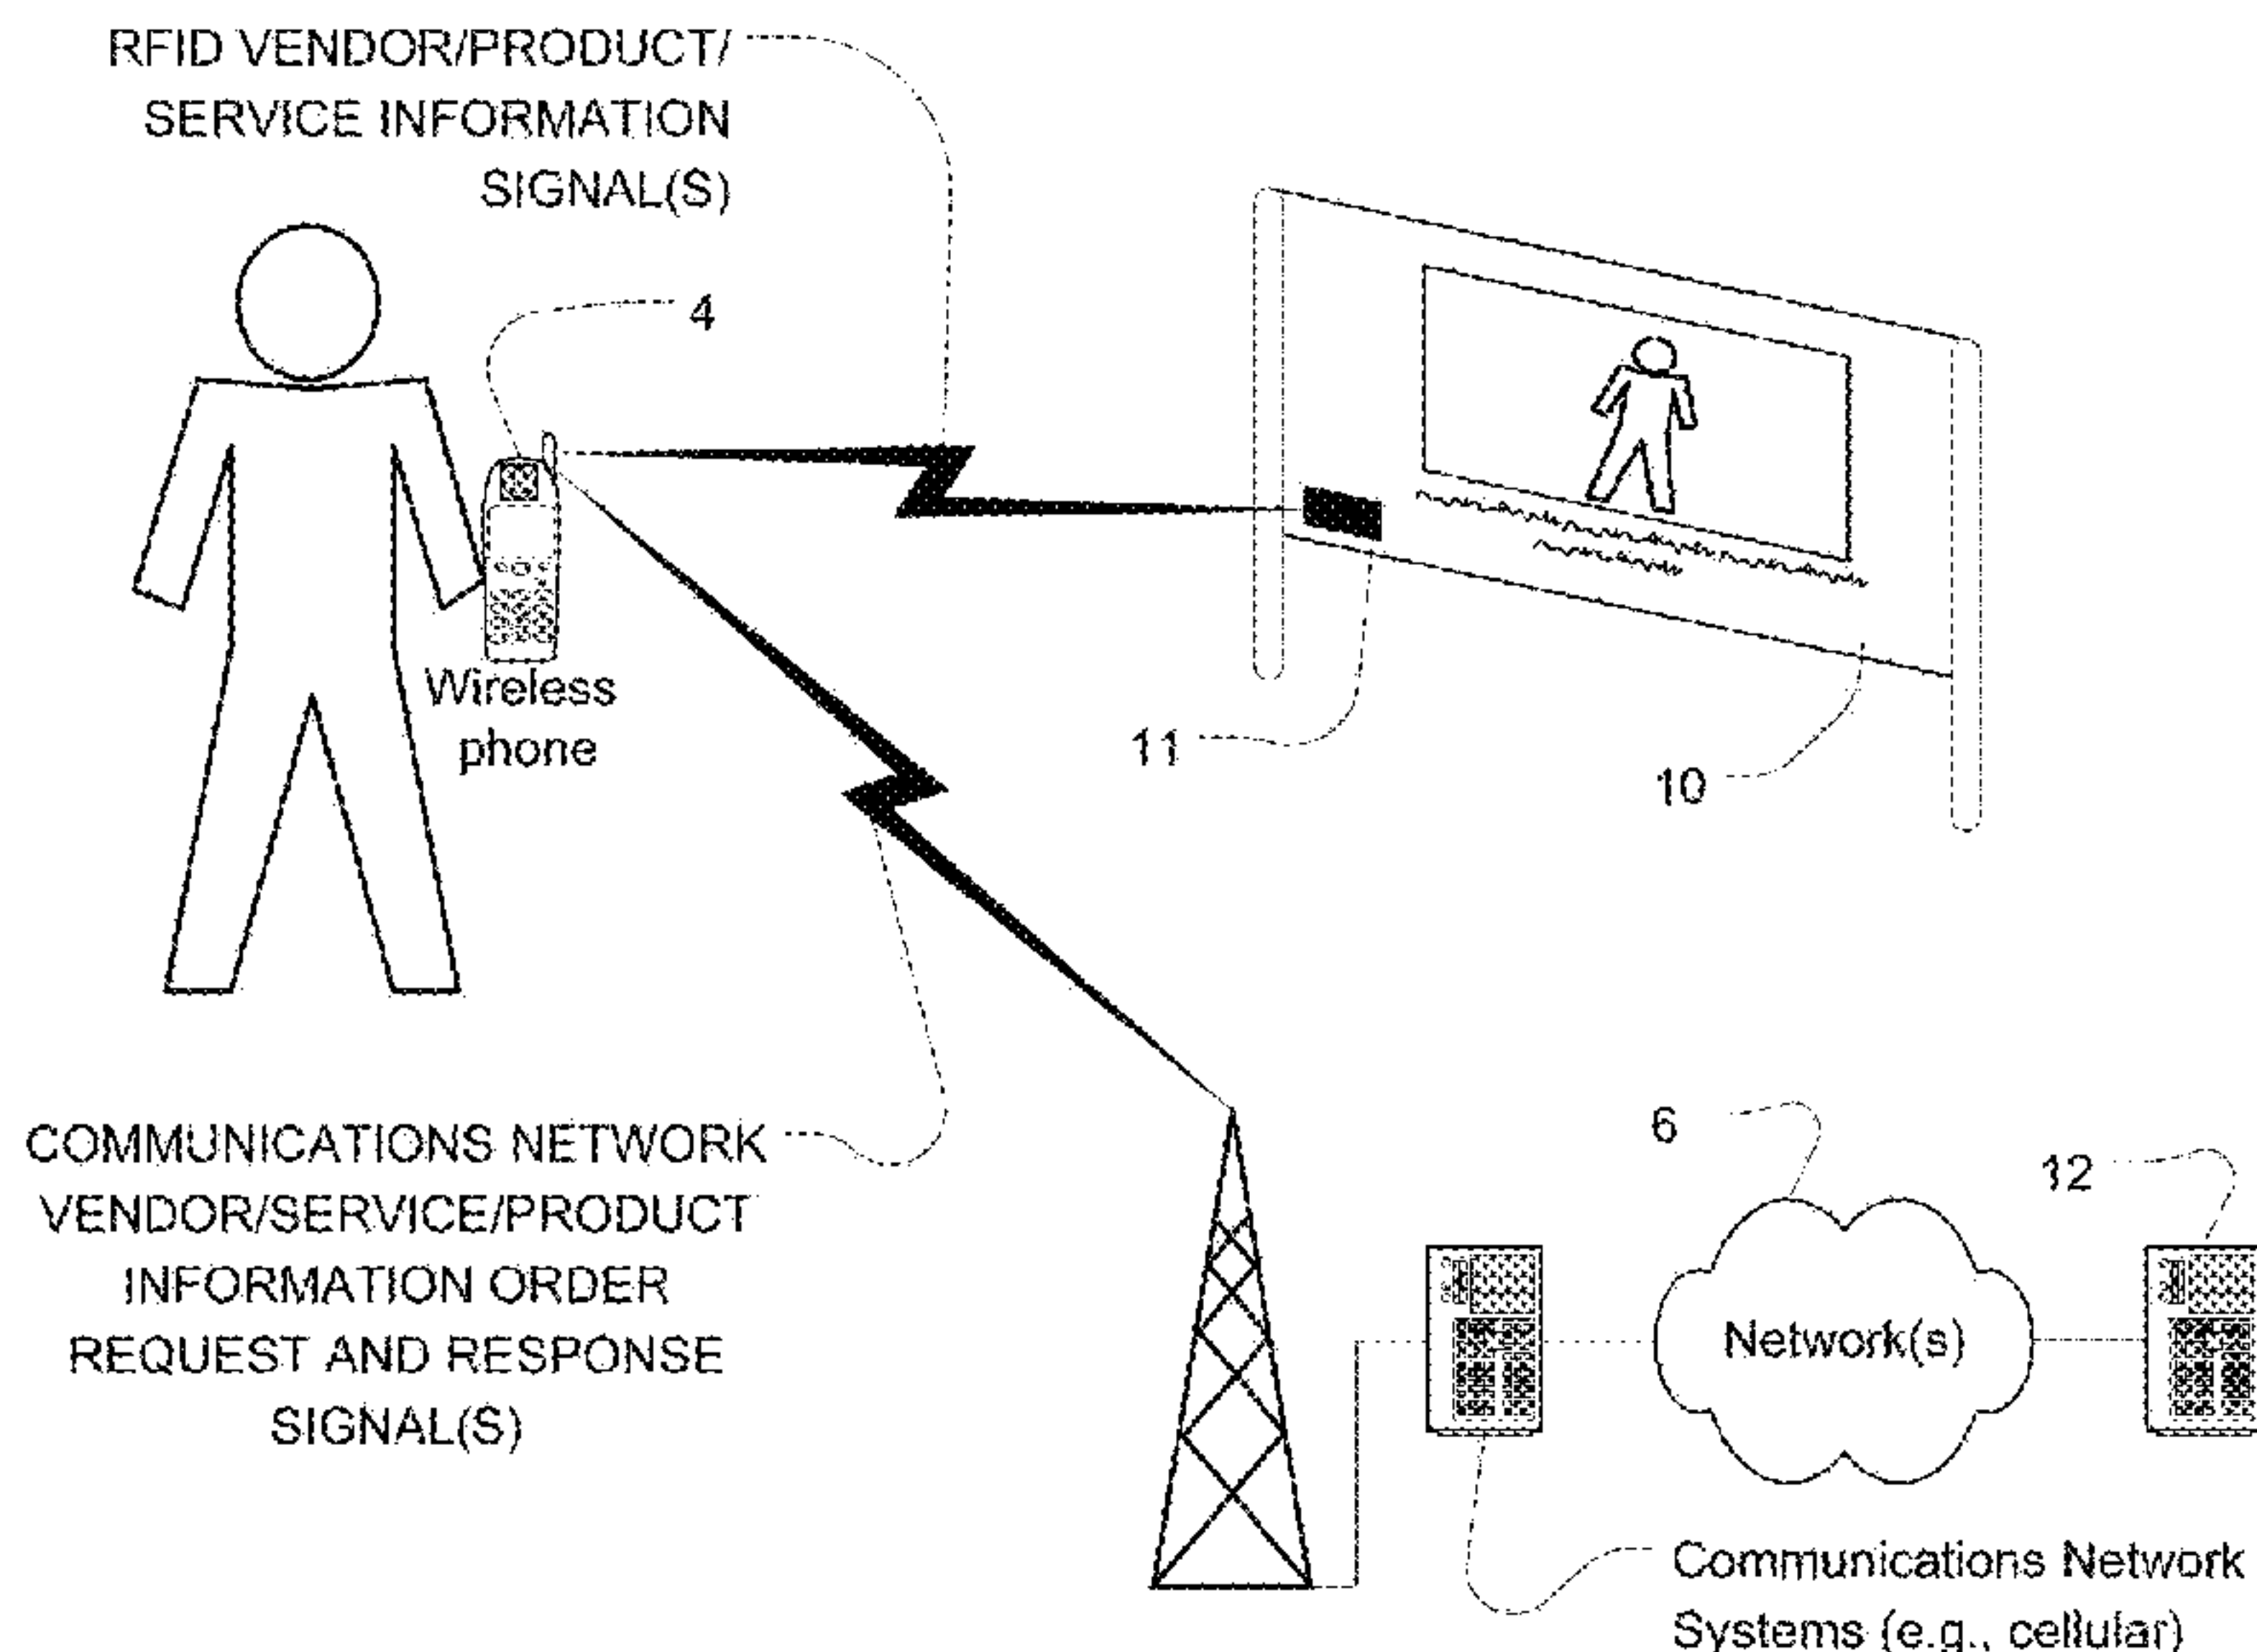 RFID VENDOR/PRODUCT/
SERVICE INFORMATION
SIGNAL(S)
4
Wireless
phone
11
10
COMMUNICATIONS NETWORK
VENDOR/SERVICE/PRODUCT
INFORMATION ORDER
REQUEST AND RESPONSE
SIGNAL(S)
6
12
Network(s)
Communications Network
Systems (e.g., cellular)